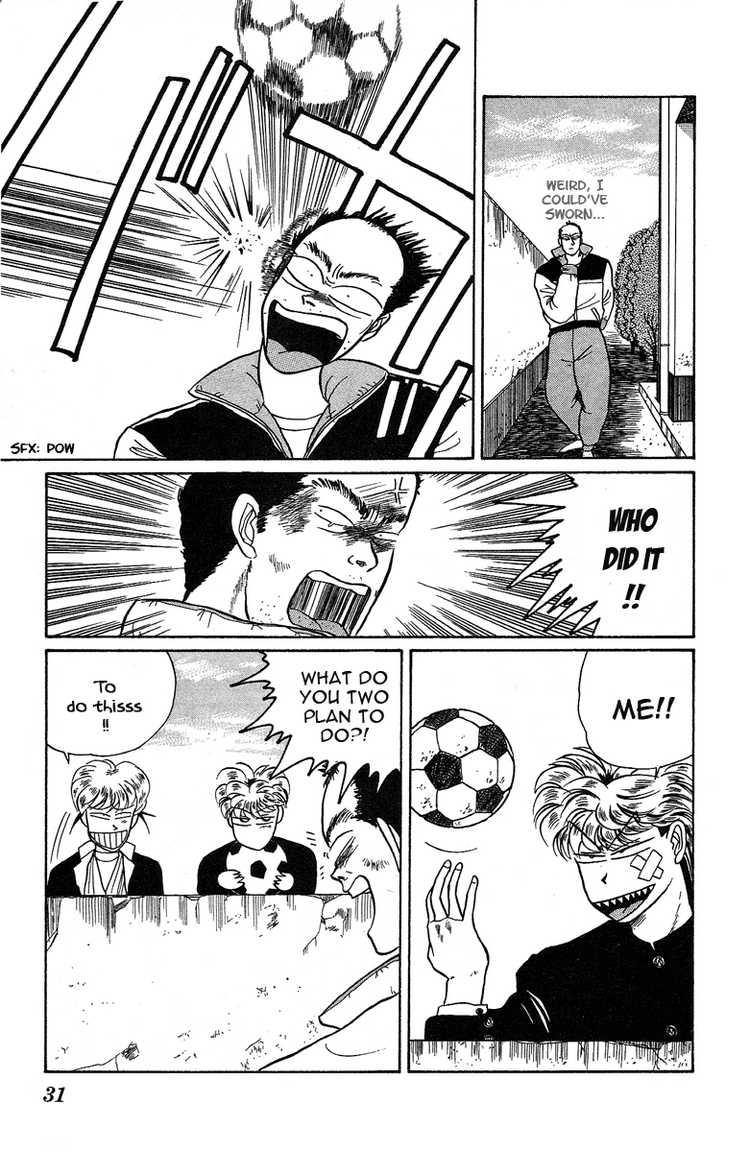 WEIRD, I
COULD'VE
SWORN...
SFX: POW
WHO
DID IT
!!
ME!!
WHAT DO
YOU TWO
PLAN TO
DO?!
To
do thisss
!!
31